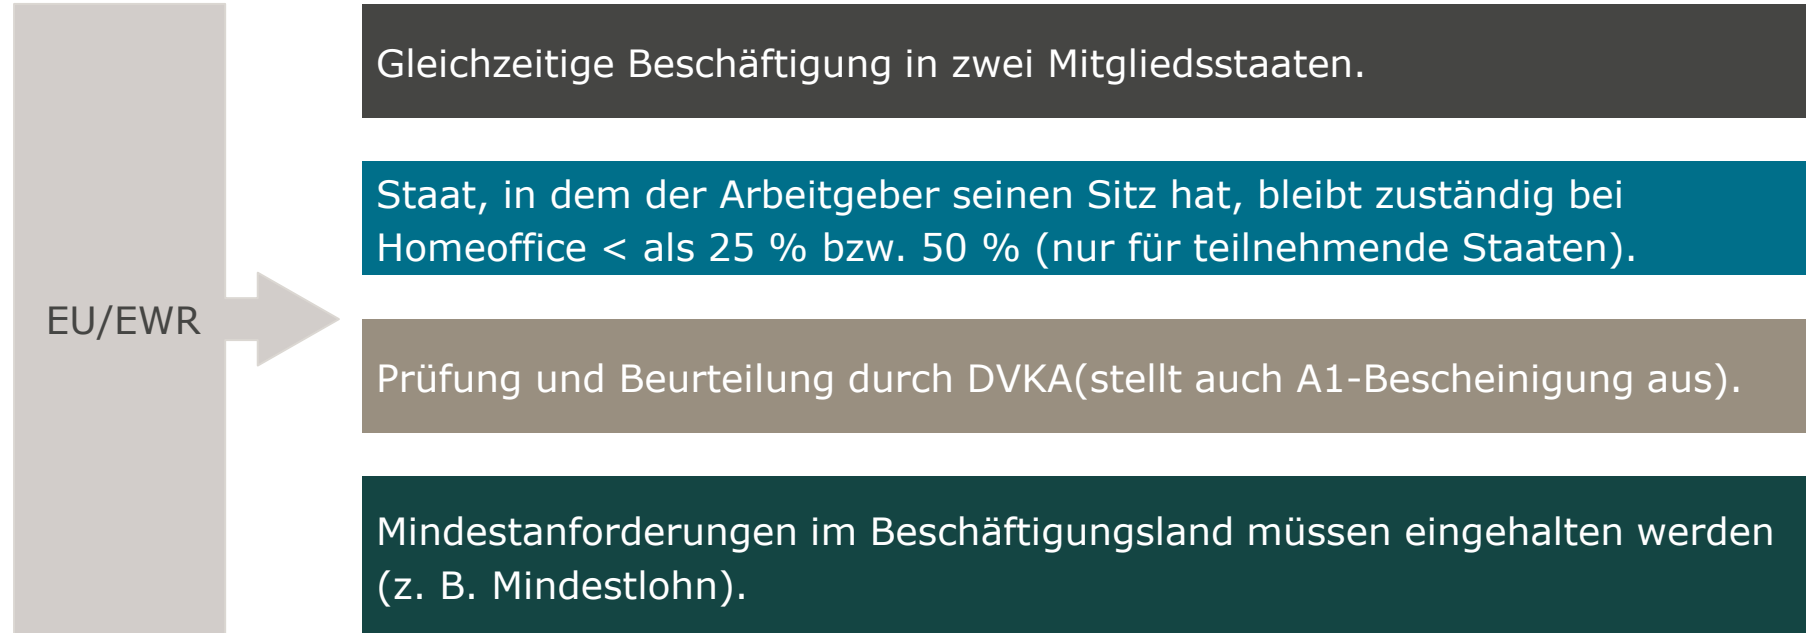 EU/EWR
Gleichzeitige Beschäftigung in zwei Mitgliedsstaaten.
Staat, in dem der Arbeitgeber seinen Sitz hat, bleibt zuständig bei
Homeoffice < als 25 % bzw. 50 % (nur für teilnehmende Staaten).
Prüfung und Beurteilung durch DVKA(stellt auch A1-Bescheinigung aus).
Mindestanforderungen im Beschäftigungsland müssen eingehalten werden
(z. B. Mindestlohn).